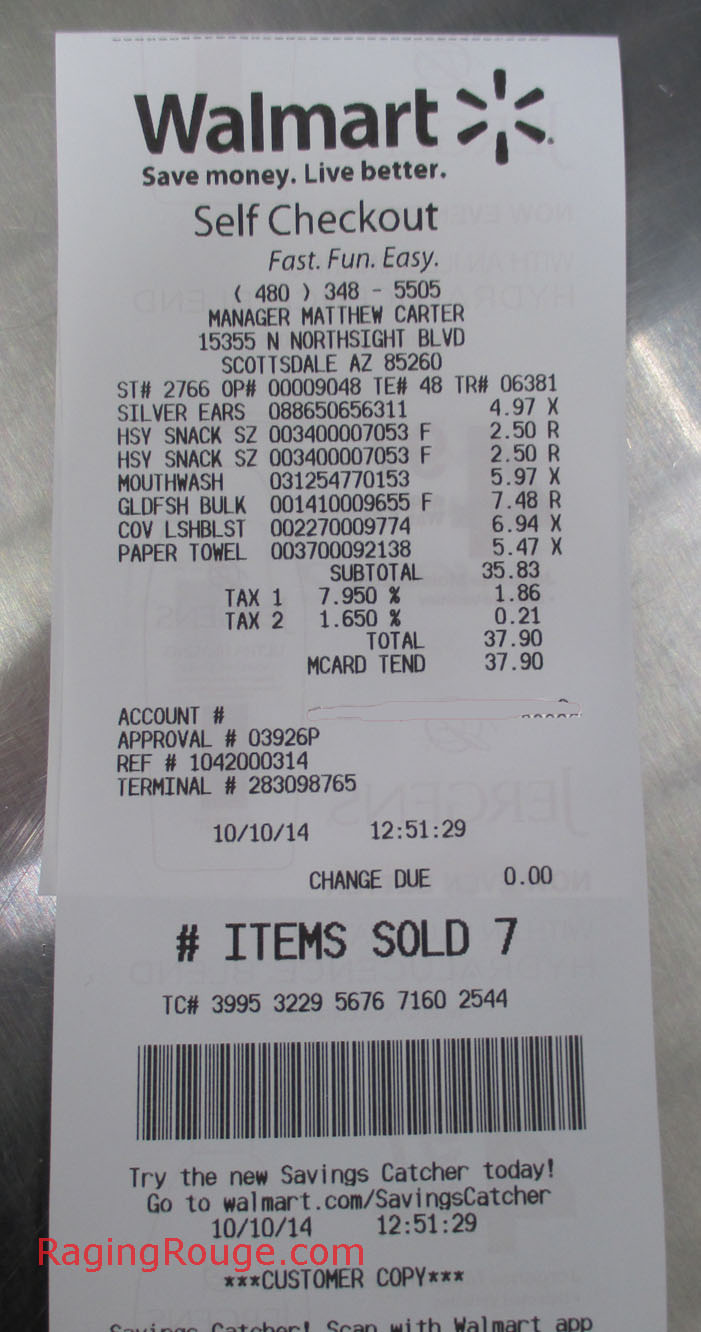 Walmart
Save money. Live better.
Self Checkout
Fast. Fun. Easy.
( 480 ) 348 - 5505
MANAGER MATTHEW CARTER
15355 N NORTHSIGHT BLVD
SCOTTSDALE AZ 85260
ST# 2766 OP# 00009048 TE# 48 TR# 06381
SILVER EARS 088650656311 4.97 X
HSY SNACK SZ 003400007053 F 2.50 R
HSY SNACK SZ 003400007053 F 2.50 R
MOUTHWASH 031254770153 5.97 X
GLDFSH BULK 001410009655 F 7.48 R
COV LSHBLST 002270009774 6.94 X
PAPER TOWEL 003700092138 5.47 X
SUBTOTAL 35.83
TAX 1 7.950 % 1.86
TAX 2 1.650 % 0.21
TOTAL 37.90
MCARD TEND 37.90
ACCOUNT #
APPROVAL # 03926P
REF # 1042000314
TERMINAL # 283098765
10/10/14 12:51:29
CHANGE DUE 0.00
# ITEMS SOLD 7
TC# 3995 3229 5676 7160 2544
Try the new Savings Catcher today!
Go to walmart.com/SavingsCatcher
10/10/14 12:51:29
RagingRouge.com
***CUSTOMER COPY***
Savings Catcher! Scan with Walmart app